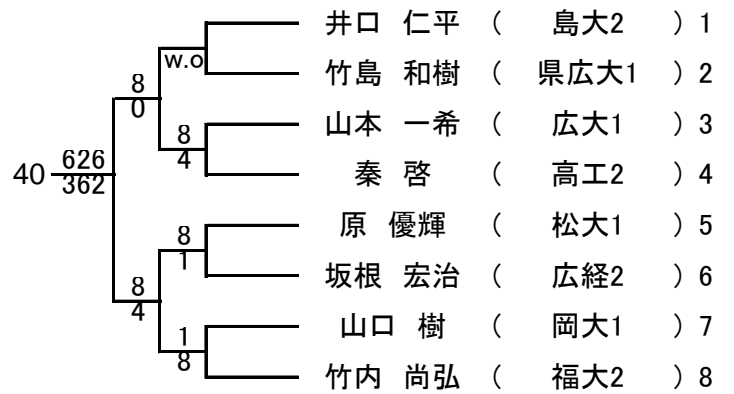 井口 仁平 ( 島大2 ) 1
w.o
竹島 和樹 ( 県広大1 ) 2
8
0
山本 一希 ( 広大1 ) 3
8
4
40 626
362
秦 啓 ( 高工2 ) 4
原 優輝 ( 松大1 ) 5
8
1
坂根 宏治 ( 広経2 ) 6
8
4
山口 樹 ( 岡大1 ) 7
1
8
竹内 尚弘 ( 福大2 ) 8